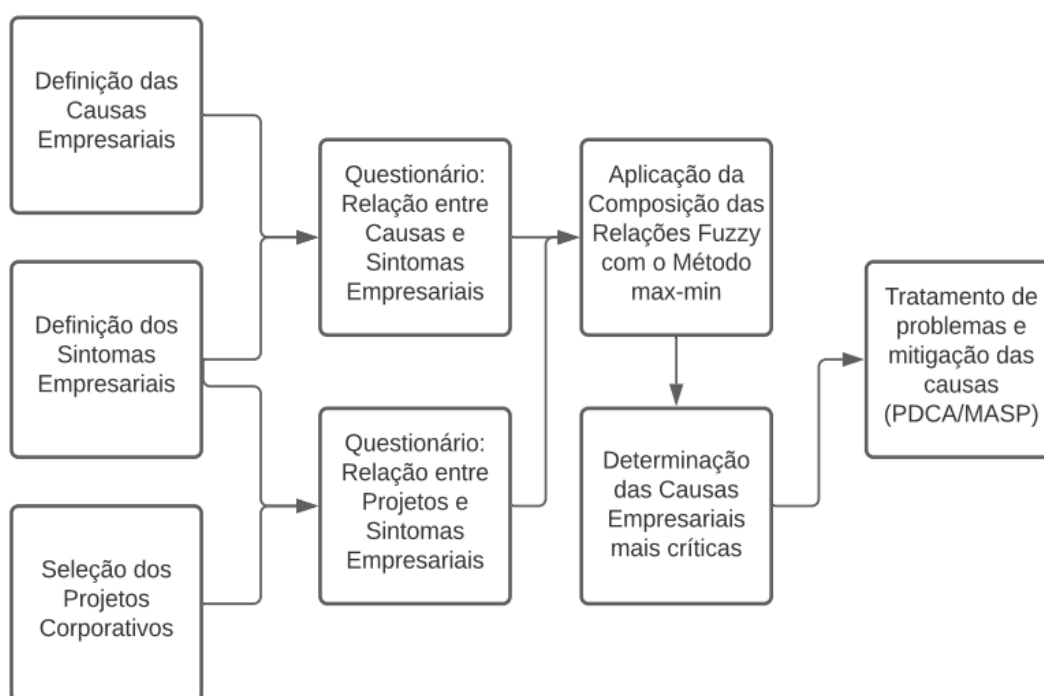 Definição das
Causas
Empresariais
Definição dos
Sintomas
Empresariais
Seleção dos
Projetos
Corporativos
Questionário:
Relação entre
Causas e
Sintomas
Empresariais
Questionário:
Relação entre
Projetos e
Sintomas
Empresariais
Aplicação da
Composição das
Relações Fuzzy
com o Método
max-min
Determinação
das Causas
Empresariais
mais críticas
Tratamento de
problemas e
mitigação das
causas
(PDCA/MASP)